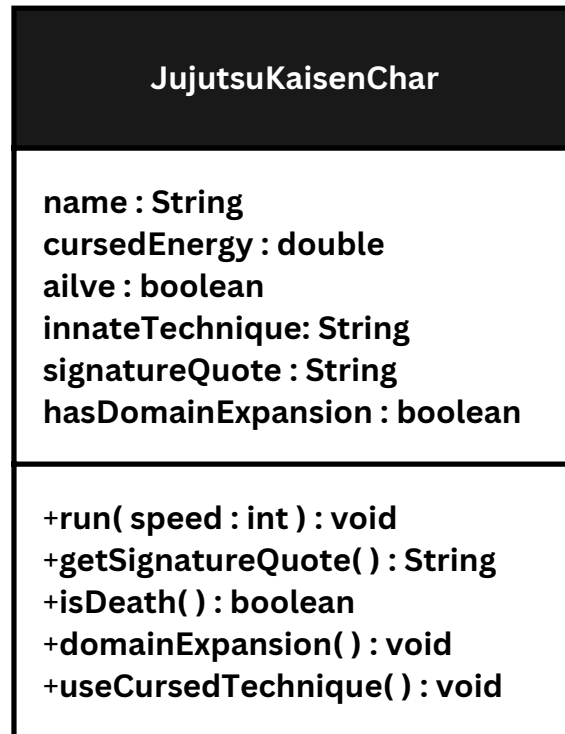 JujutsuKaisenChar
name : String
cursedEnergy : double
ailve : boolean
innateTechnique: String
signatureQuote : String
hasDomainExpansion : boolean
+run( speed : int ) : void
+getSignatureQuote( ) : String
+isDeath( ) : boolean
+domainExpansion( ) : void
+useCursedTechnique( ) : void